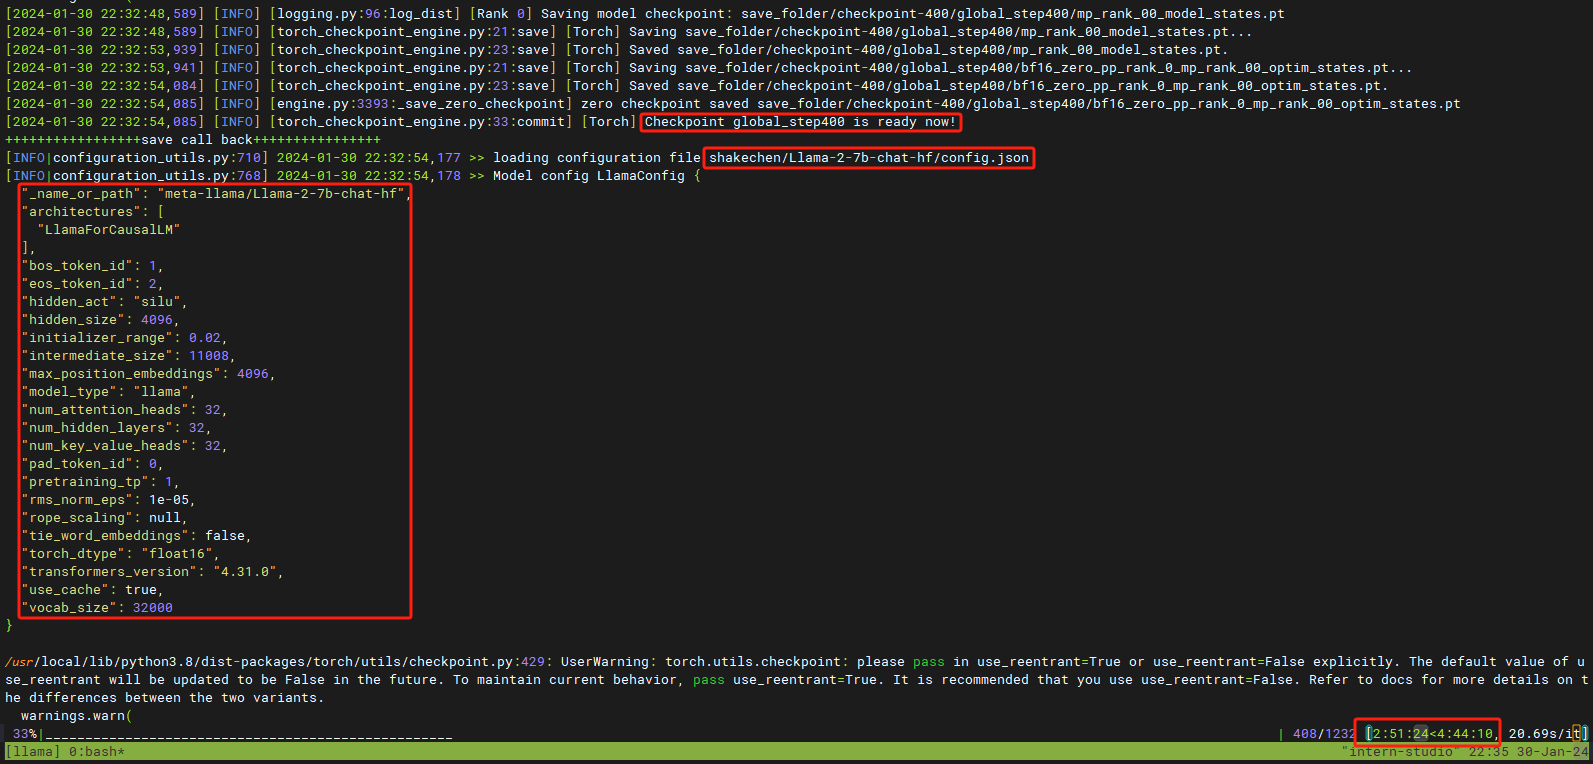 [2024-01-30 22:32:48,589] [INFO] [logging.py:96:log_dist] [Rank 0] Saving model checkpoint: save_folder/checkpoint-400/global_step400/mp_rank_00_model_states.pt
[2024-01-30 22:32:48,589] [INFO] [torch_checkpoint_engine.py:21:save] [Torch] Saving save_folder/checkpoint-400/global_step400/mp_rank_00_model_states.pt...
[2024-01-30 22:32:53,939] [INFO] [torch_checkpoint_engine.py:23:save] [Torch] Saved save_folder/checkpoint-400/global_step400/mp_rank_00_model_states.pt.
[2024-01-30 22:32:53,941] [INFO] [torch_checkpoint_engine.py:21:save] [Torch] Saving save_folder/checkpoint-400/global_step400/bf16_zero_pp_rank_0_mp_rank_00_optim_states.pt...
[2024-01-30 22:32:54,084] [INFO] [torch_checkpoint_engine.py:23:save] [Torch] Saved save_folder/checkpoint-400/global_step400/bf16_zero_pp_rank_0_mp_rank_00_optim_states.pt.
[2024-01-30 22:32:54,085] [INFO] [engine.py:3393:_save_zero_checkpoint] zero checkpoint saved save_folder/checkpoint-400/global_step400/bf16_zero_pp_rank_0_mp_rank_00_optim_states.pt
[2024-01-30 22:32:54,085] [INFO] [torch_checkpoint_engine.py:33:commit] [Torch] Checkpoint global_step400 is ready now!
+++++++++++++++++save call back++++++++++++++++
[INFO|configuration_utils.py:710] 2024-01-30 22:32:54,177 >> loading configuration file shakechen/Llama-2-7b-chat-hf/config.json
[INFO|configuration_utils.py:768] 2024-01-30 22:32:54,178 >> Model config LlamaConfig {
"_name_or_path": "meta-llama/Llama-2-7b-chat-hf",
"architectures": [
"LlamaForCausalLM"
],
"bos_token_id": 1,
"eos_token_id": 2,
"hidden_act": "silu",
"hidden_size": 4096,
"initializer_range": 0.02,
"intermediate_size": 11008,
"max_position_embeddings": 4096,
"model_type": "llama",
"num_attention_heads": 32,
"num_hidden_layers": 32,
"num_key_value_heads": 32,
"pad_token_id": 0,
"pretraining_tp": 1,
"rms_norm_eps": 1e-05,
"rope_scaling": null,
"tie_word_embeddings": false,
"torch_dtype": "float16",
"transformers_version": "4.31.0",
"use_cache": true,
"vocab_size": 32000
}
/usr/local/lib/python3.8/dist-packages/torch/utils/checkpoint.py:429: UserWarning: torch.utils.checkpoint: please pass in use_reentrant=True or use_reentrant=False explicitly. The default value of u
se_reentrant will be updated to be False in the future. To maintain current behavior, pass use_reentrant=True. It is recommended that you use use_reentrant=False. Refer to docs for more details on t
he differences between the two variants.
warnings.warn(
33%|___________________________________________________ | 408/1232 [2:51:24<4:44:10, 20.69s/it]
[llama] 0:bash* "intern-studio" 22:35 30-Jan-24